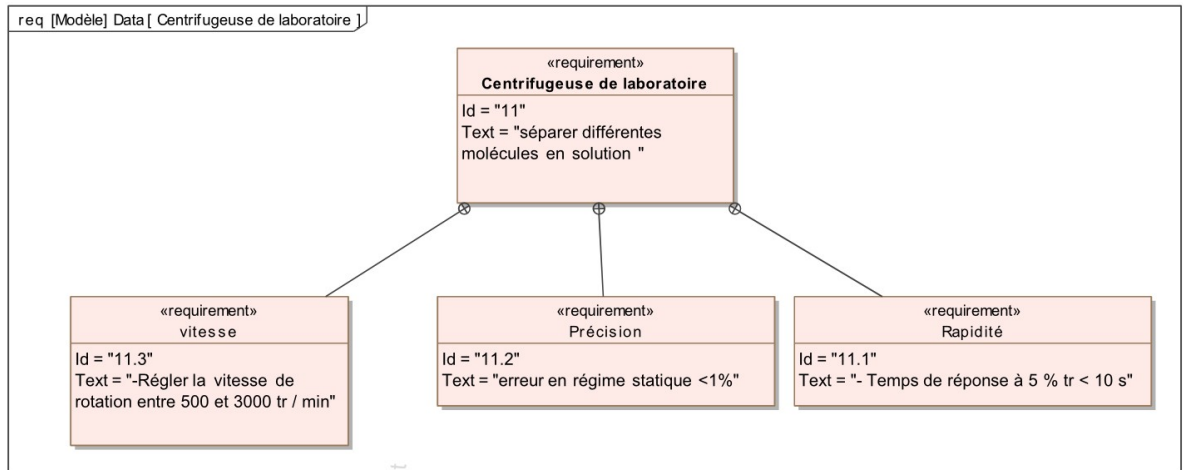 req [Modèle] Data [ Centrifugeuse de laboratoire ]
«requirement»
Centrifugeuse de laboratoire
Id = "11"
Text = "séparer différentes
molécules en solution "
«requirement»
vitesse
Id = "11.3"
Text = "-Régler la vitesse de
rotation entre 500 et 3000 tr / min"
«requirement»
Précision
Id = "11.2"
Text = "erreur en régime statique <1%"
«requirement»
Rapidité
Id = "11.1"
Text = "- Temps de réponse à 5 % tr < 10 s"